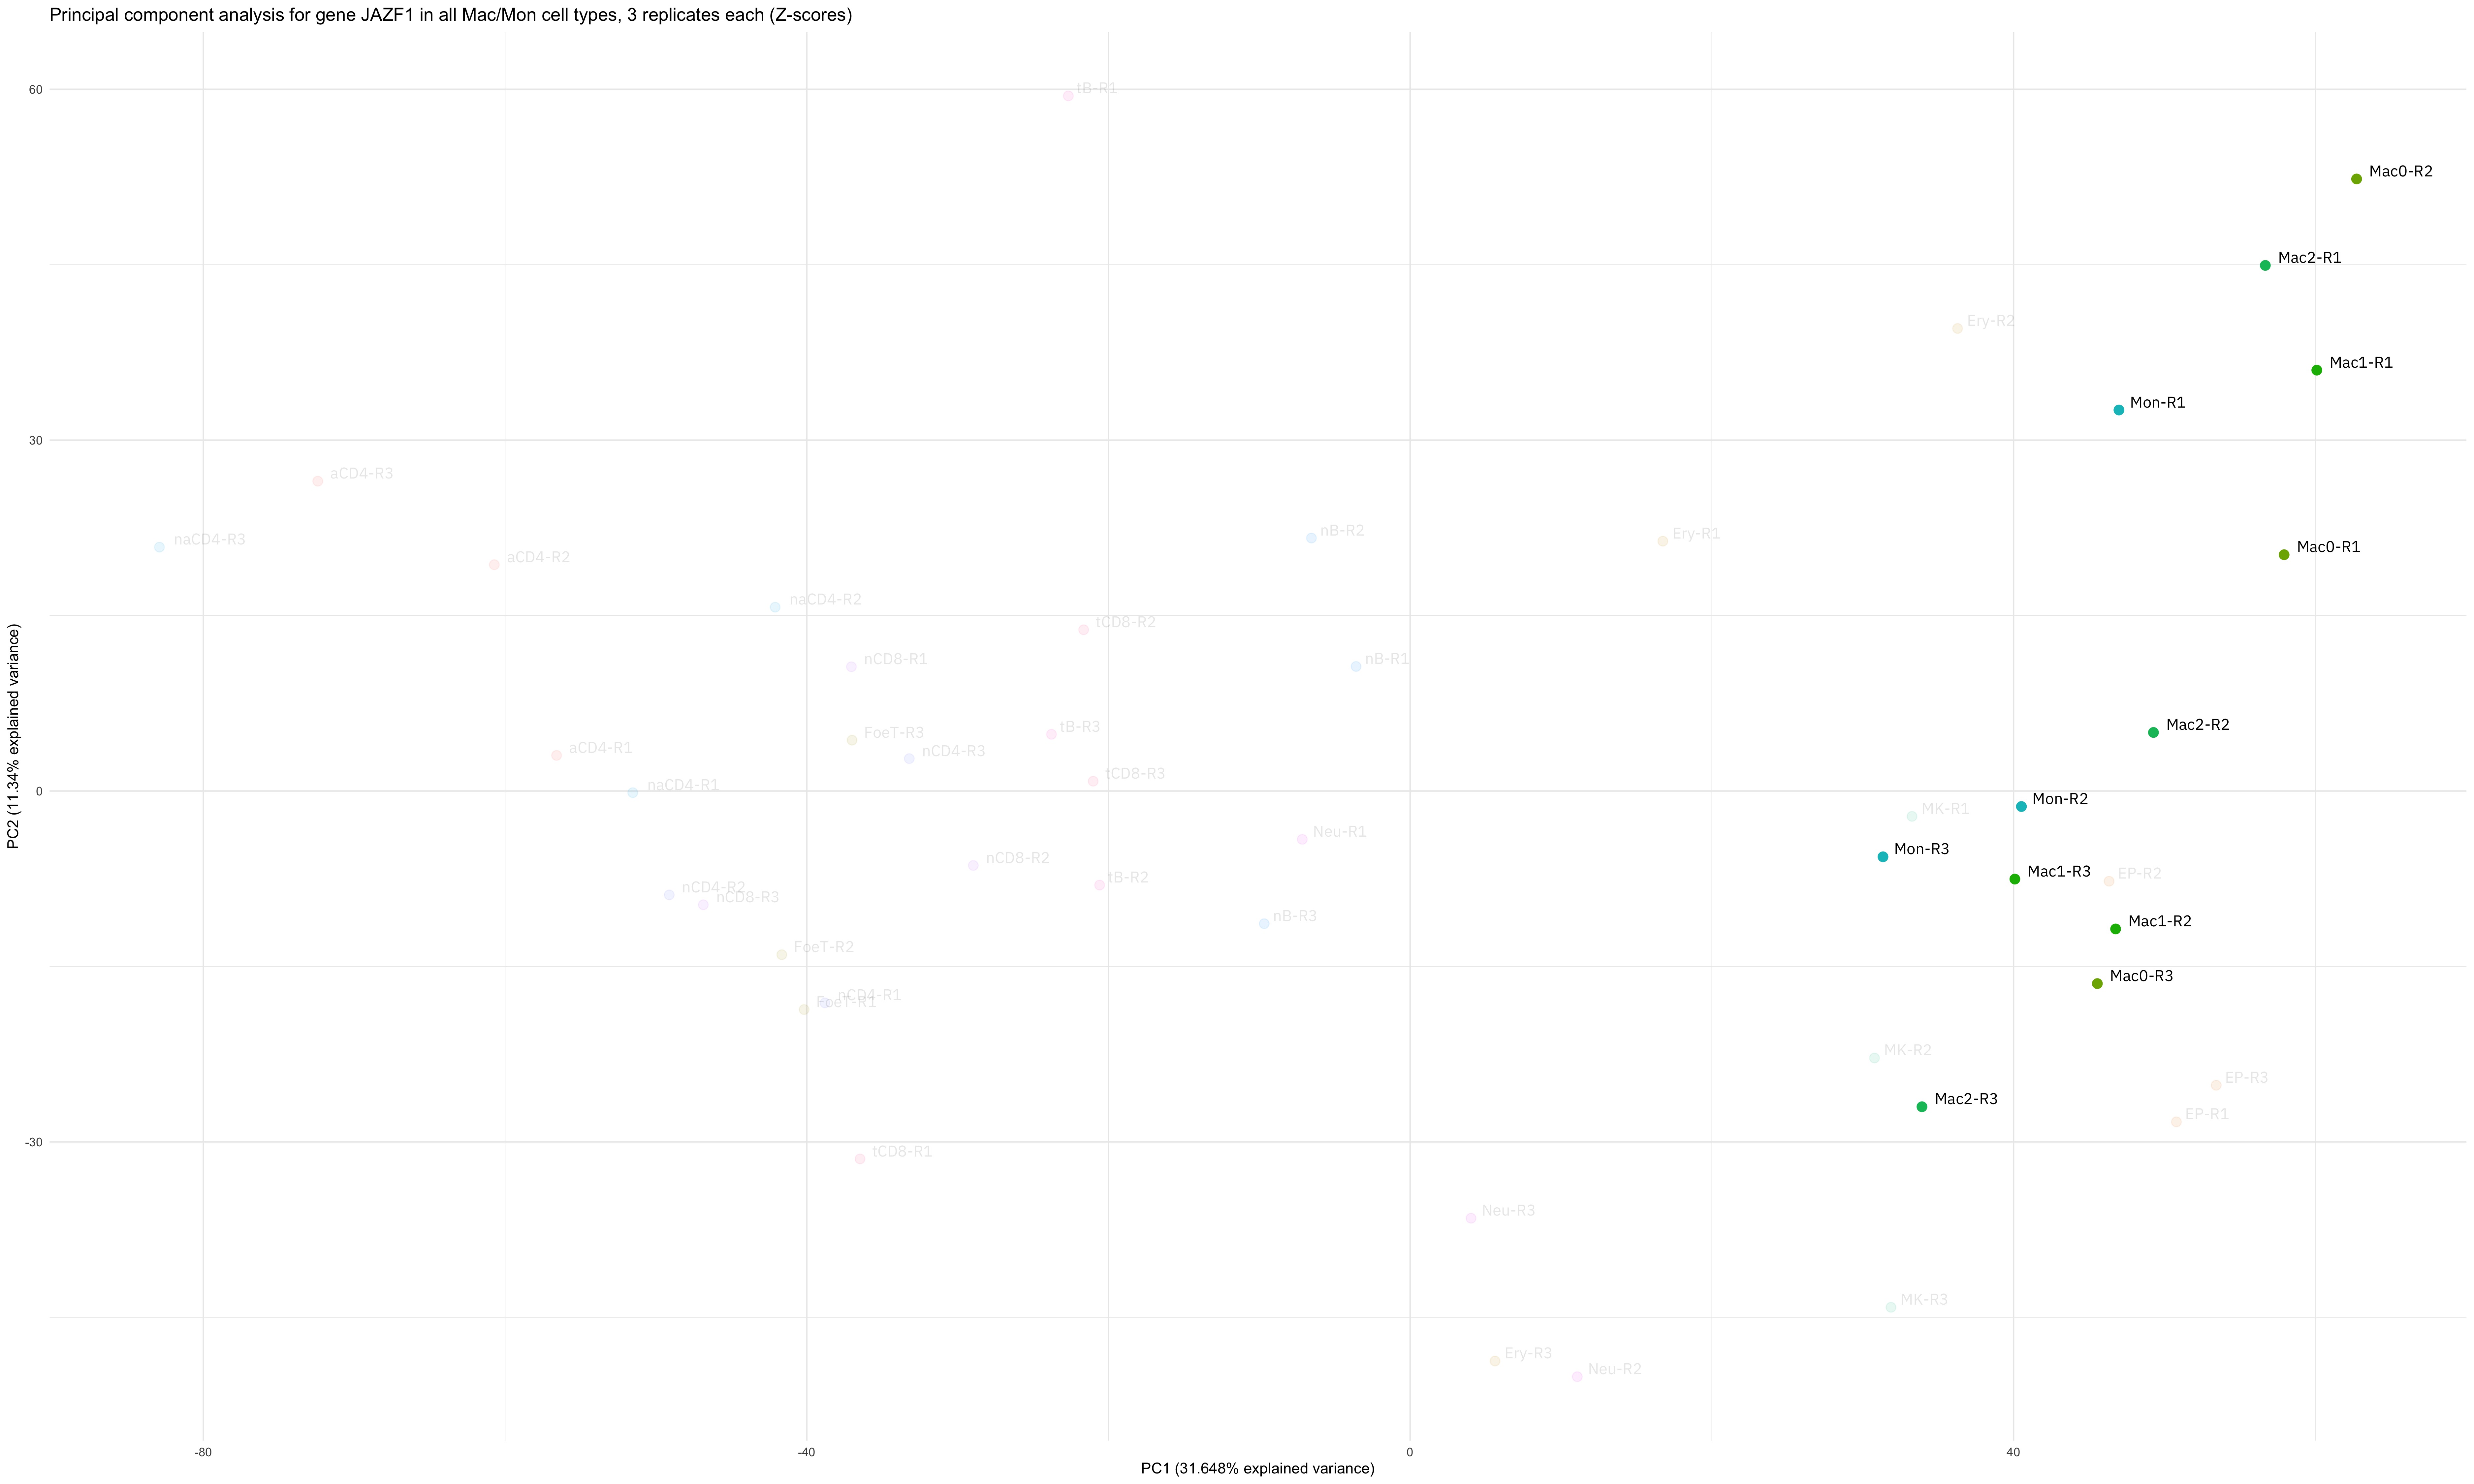 Principal component analysis for gene JAZF1 in all Mac/Mon cell types, 3 replicates each (Z-scores)
60
tB-R1
Mac0-R2
Mac2-R1
Ery-R2
Mac1-R1
Mon-R1
30
aCD4-R3
nB-R2
Ery-R1
naCD4-R3
Mac0-R1
aCD4-R2
naCD4-R2
tCD8-R2
nCD8-R1
nB-R1
PC2 (11.34% explained variance)
tB-R3
Mac2-R2
FoeT-R3
aCD4-R1
nCD4-R3
tCD8-R3
0
naCD4-R1
Mon-R2
MK-R1
Neu-R1
Mon-R3
nCD8-R2
Mac1-R3
EP-R2
tB-R2
nCD4-R2
nCD8-R3
nB-R3
Mac1-R2
FoeT-R2
Mac0-R3
nCD4-R1
FoeT-R1
MK-R2
EP-R3
Mac2-R3
EP-R1
-30
tCD8-R1
Neu-R3
MK-R3
Ery-R3
Neu-R2
-80
-40
0
40
PC1 (31.648% explained variance)